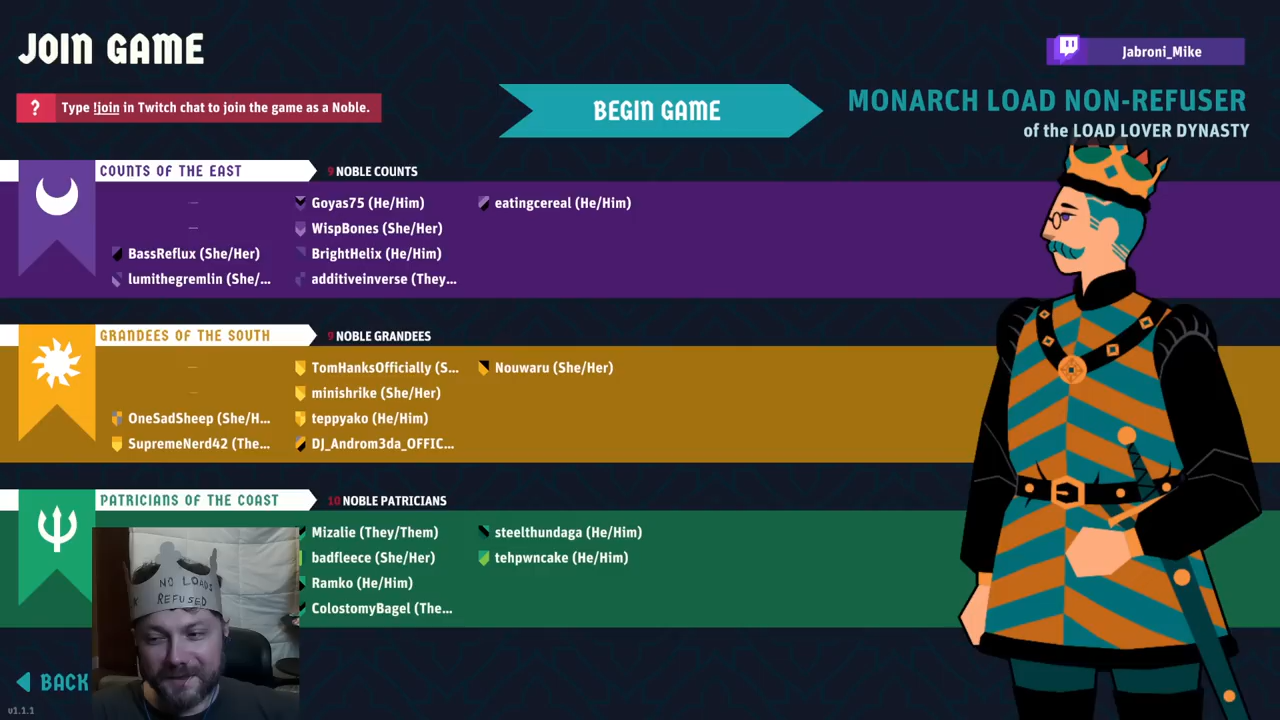 JOIN GAME
Jabroni_Mike
? Type !join in Twitch chat to join the game as a Noble.
BEGIN GAME
MONARCH LOAD NON-REFUSER
of the LOAD LOVER DYNASTY
COUNTS OF THE EAST
9 NOBLE COUNTS
— Goyas75 (He/Him) eatingcereal (He/Him)
— WispBones (She/Her)
BassReflux (She/Her) BrightHelix (He/Him)
lumithegremlin (She/... additiveinverse (They...
GRANDEES OF THE SOUTH
9 NOBLE GRANDEES
— TomHanksOfficially (S... Nouwaru (She/Her)
— minishrike (She/Her)
OneSadSheep (She/H... teppyako (He/Him)
SupremeNerd42 (The... DJ_Androm3da_OFFIC...
PATRICIANS OF THE COAST
10 NOBLE PATRICIANS
Mizalie (They/Them) steelthundaga (He/Him)
badfleece (She/Her) tehpwncake (He/Him)
Ramko (He/Him)
ColostomyBagel (The...
NO LOADS
REFUSED
BACK
v1.1.1